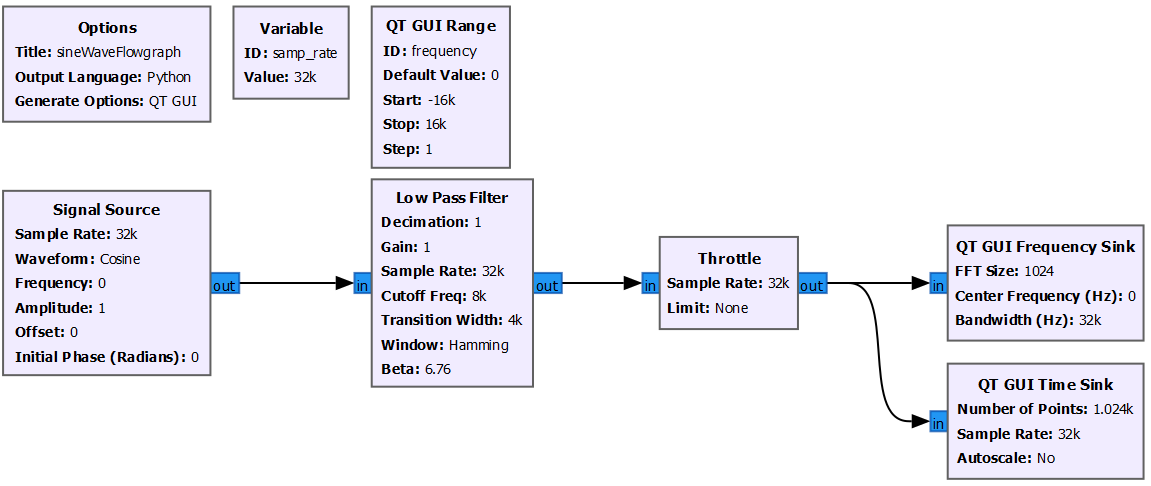 Options
Title: sineWaveFlowgraph
Output Language: Python
Generate Options: QT GUI
Variable
ID: samp_rate
Value: 32k
QT GUI Range
ID: frequency
Default Value: 0
Start: -16k
Stop: 16k
Step: 1
Signal Source
Sample Rate: 32k
Waveform: Cosine
Frequency: 0
Amplitude: 1
Offset: 0
Initial Phase (Radians): 0
out
in
Low Pass Filter
Decimation: 1
Gain: 1
Sample Rate: 32k
Cutoff Freq: 8k
Transition Width: 4k
Window: Hamming
Beta: 6.76
out
in
Throttle
Sample Rate: 32k
Limit: None
out
in
QT GUI Frequency Sink
FFT Size: 1024
Center Frequency (Hz): 0
Bandwidth (Hz): 32k
in
QT GUI Time Sink
Number of Points: 1.024k
Sample Rate: 32k
Autoscale: No